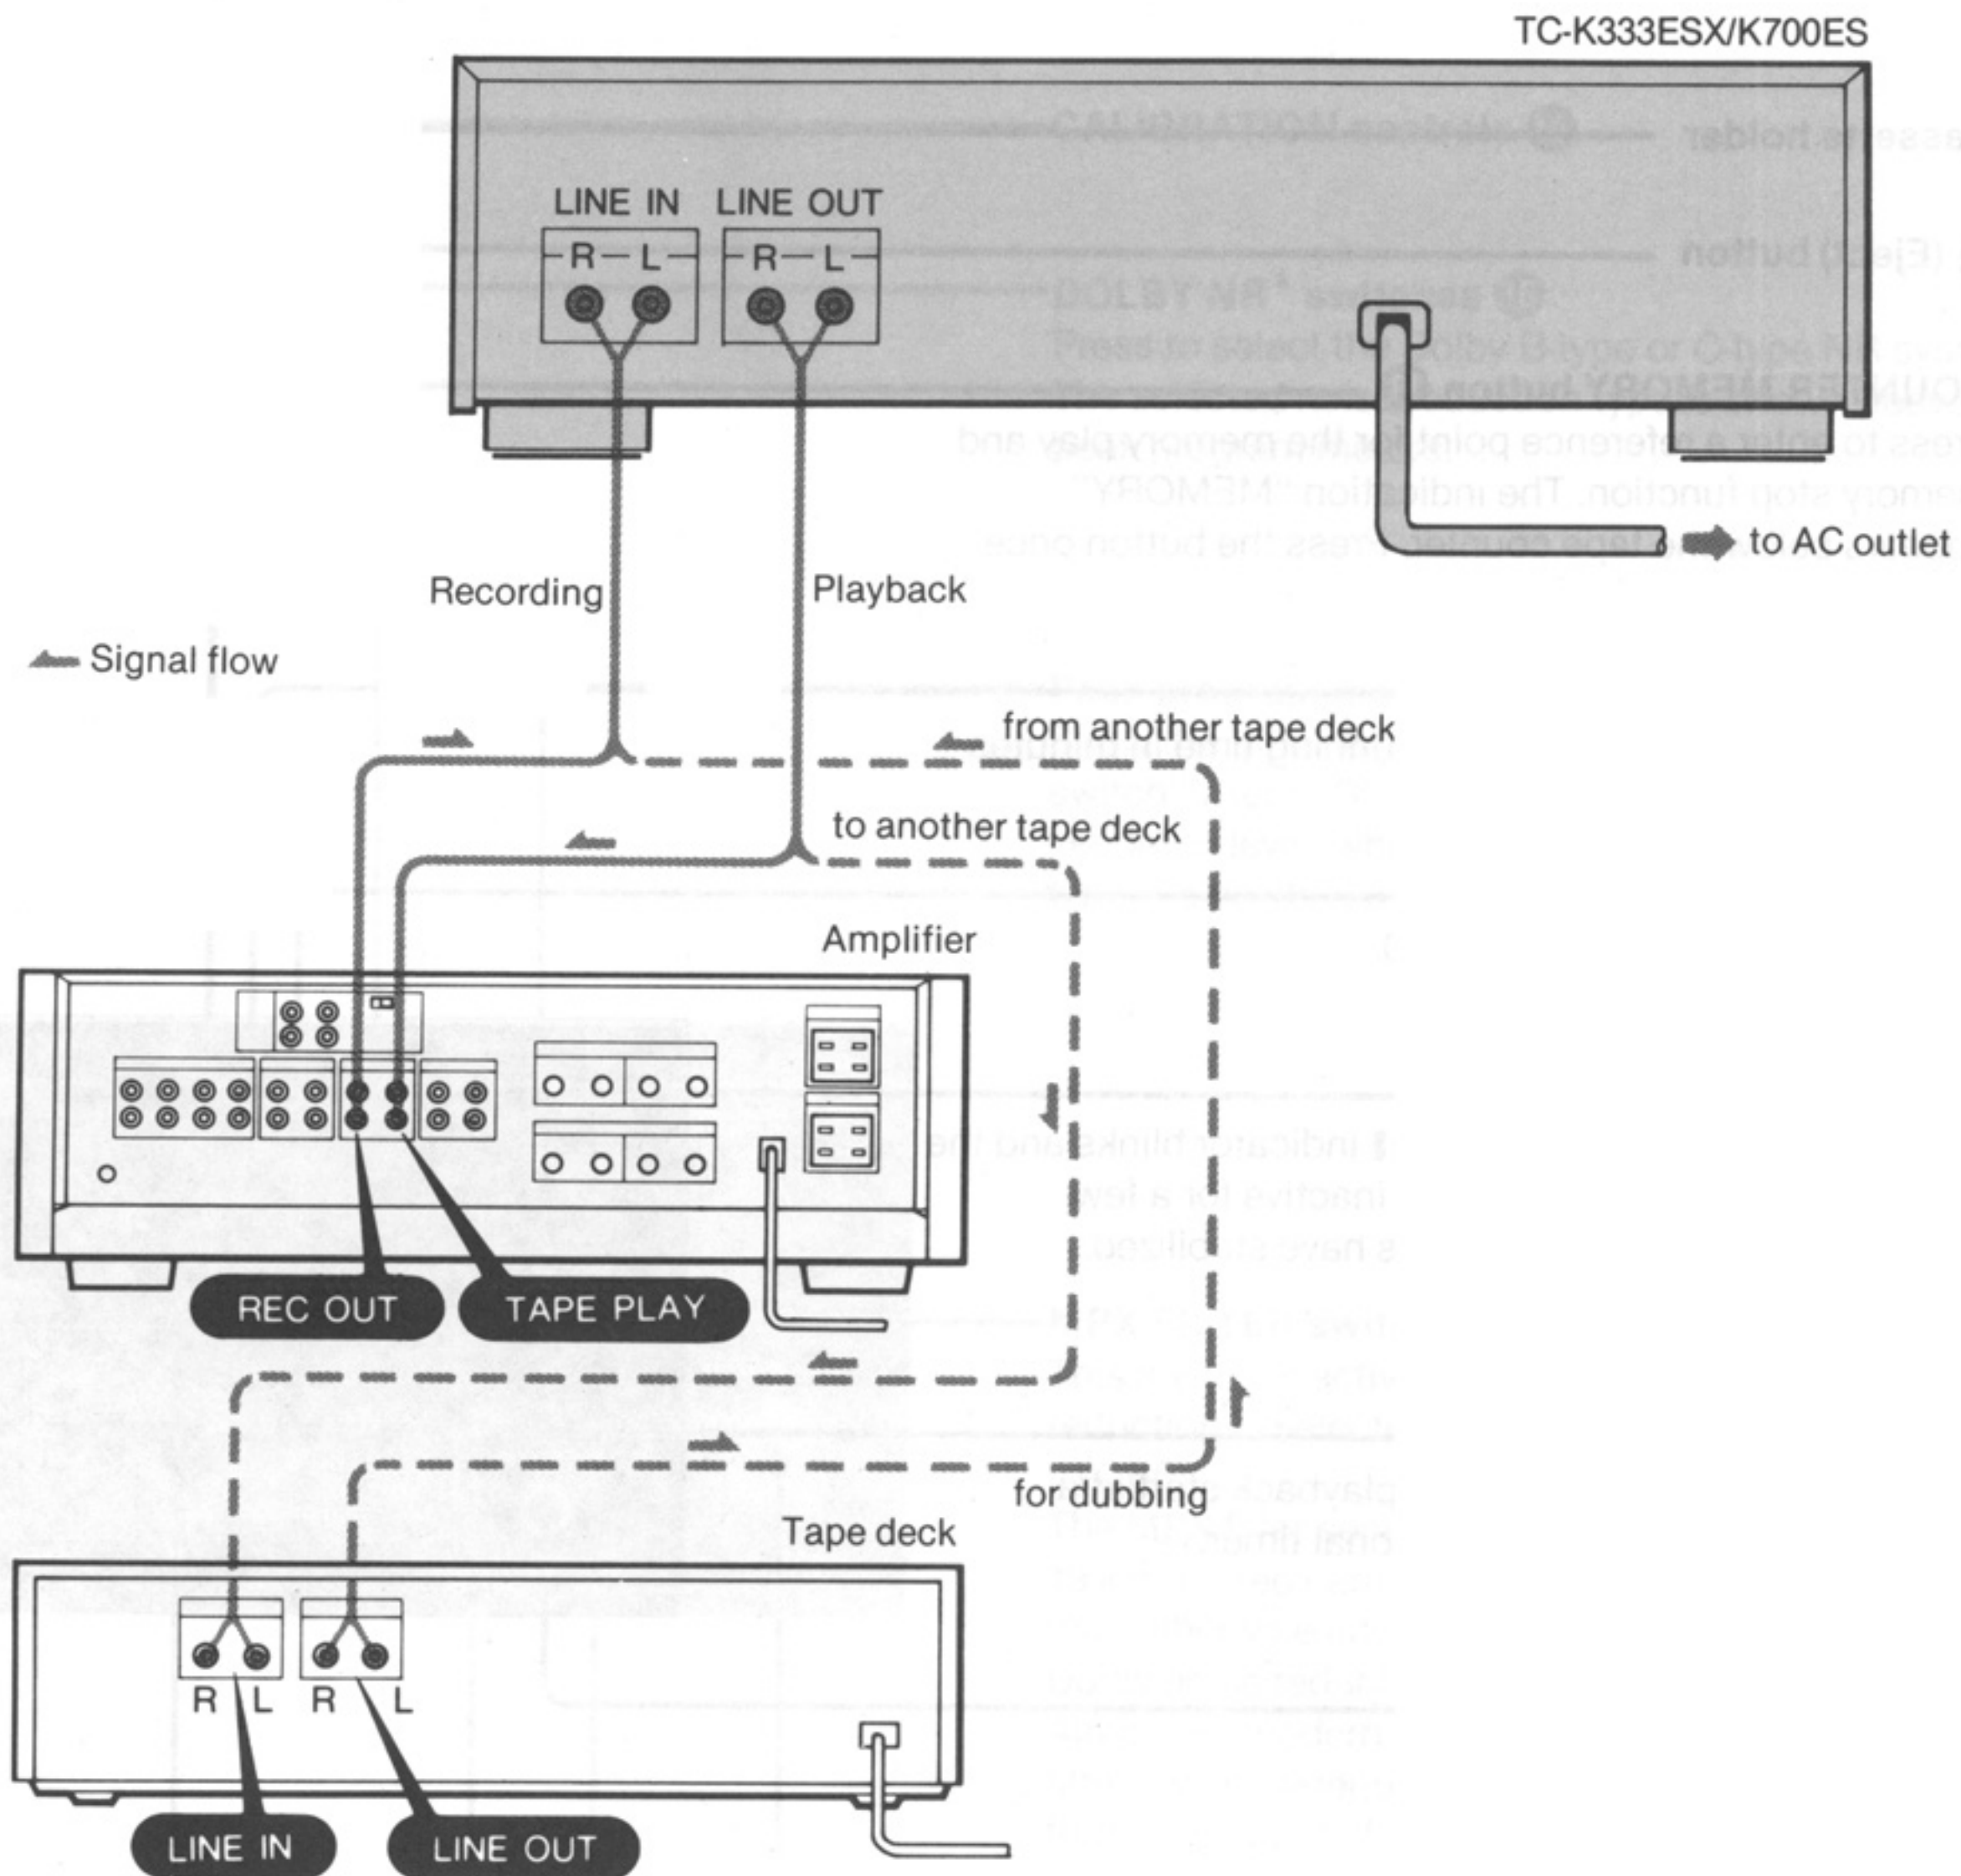 TC-K333ESX/K700ES
LINE IN LINE OUT
R L R L
to AC outlet
Recording
Playback
Signal flow
from another tape deck
to another tape deck
Amplifier
REC OUT
TAPE PLAY
for dubbing
Tape deck
R L R L
LINE IN
LINE OUT